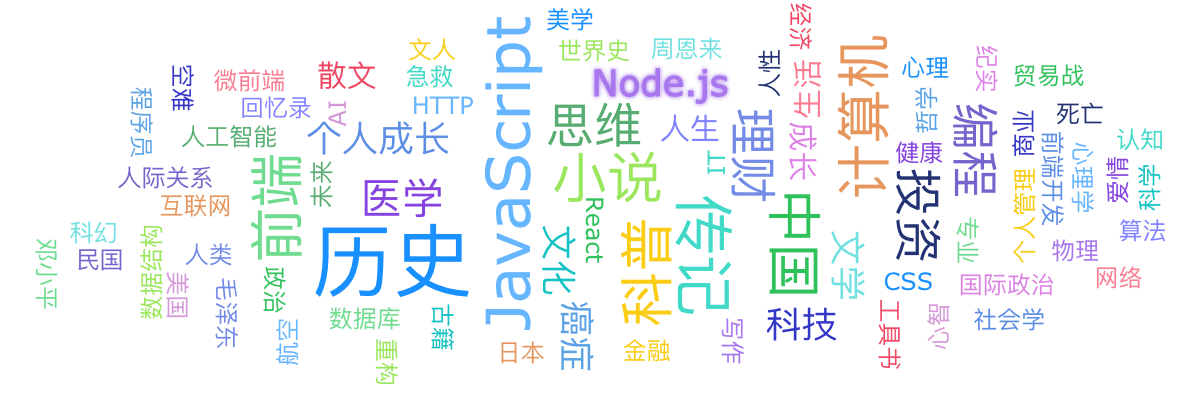 美学
经济
文人
世界史
周恩来
JavaScript
计算机
纪实
空难
微前端
散文
急救
Node.js
人性
民生
心理
贸易战
程序员
回忆录
AI
HTTP
思维
人生
理财
成长
哲学
编程
商业
死亡
人工智能
个人成长
认知
前端
未来
医学
小说
IT
健康
前端开发
心理学
爱情
科学
人际关系
互联网
React
传记
中国
投资
个人管理
科幻
民国
数据结构
人类
历史
文化
科普
文学
专业
物理
算法
邓小平
美国
毛泽东
政治
CSS
国际政治
网络
航空
数据库
古籍
癌症
写作
科技
工具书
心智
社会学
重构
日本
金融